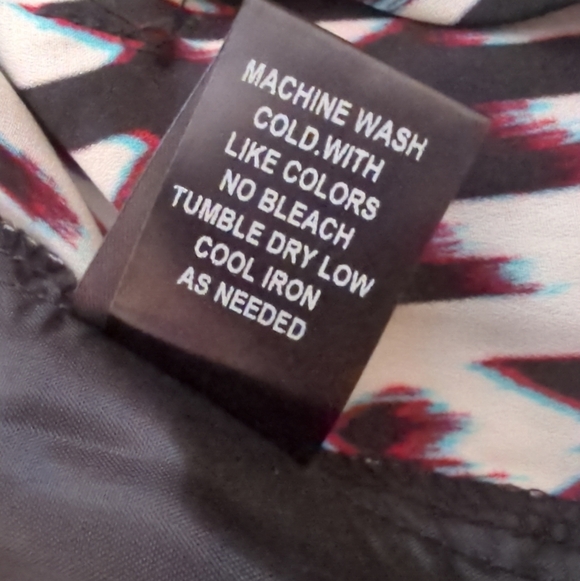 MACHINE WASH
COLD.WITH
LIKE COLORS
NO BLEACH
TUMBLE DRY LOW
COOL IRON
AS NEEDED